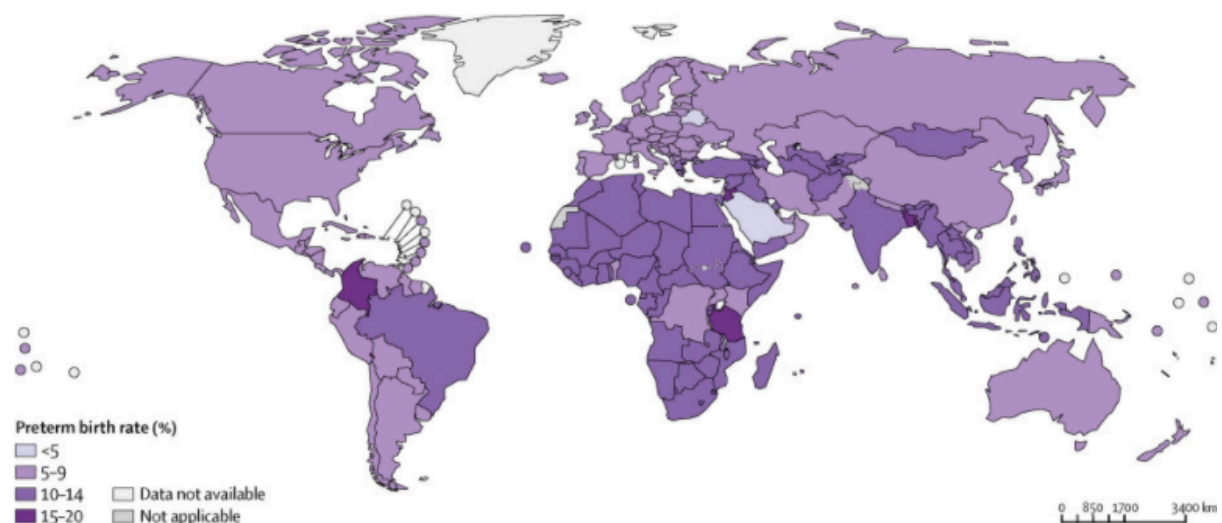 Preterm birth rate (%)
<5
5–9
10–14 Data not available
15–20 Not applicable
0 850 1700 3400 km